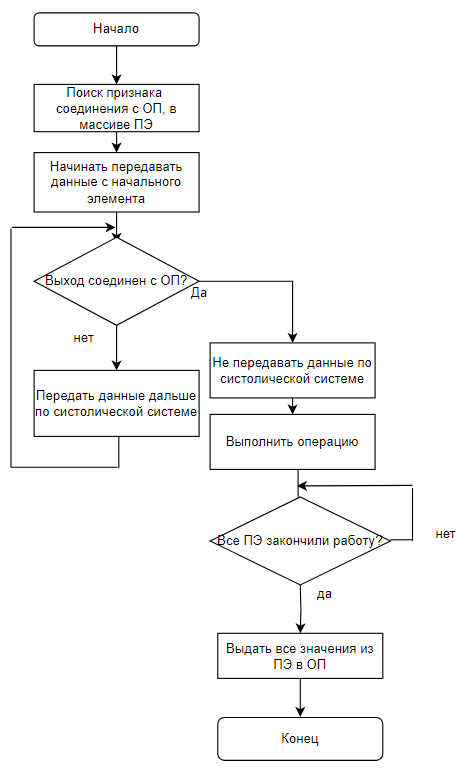 Начало
Поиск признака
соединения с ОП, в
массиве ПЭ
Начинать передавать
данные с начального
элемента
Выход соединен с ОП?
Да
нет
Не передавать данные по
систолической системе
Передать данные дальше
по систолической системе
Выполнить операцию
Все ПЭ закончили работу?
нет
да
Выдать все значения из
ПЭ в ОП
Конец